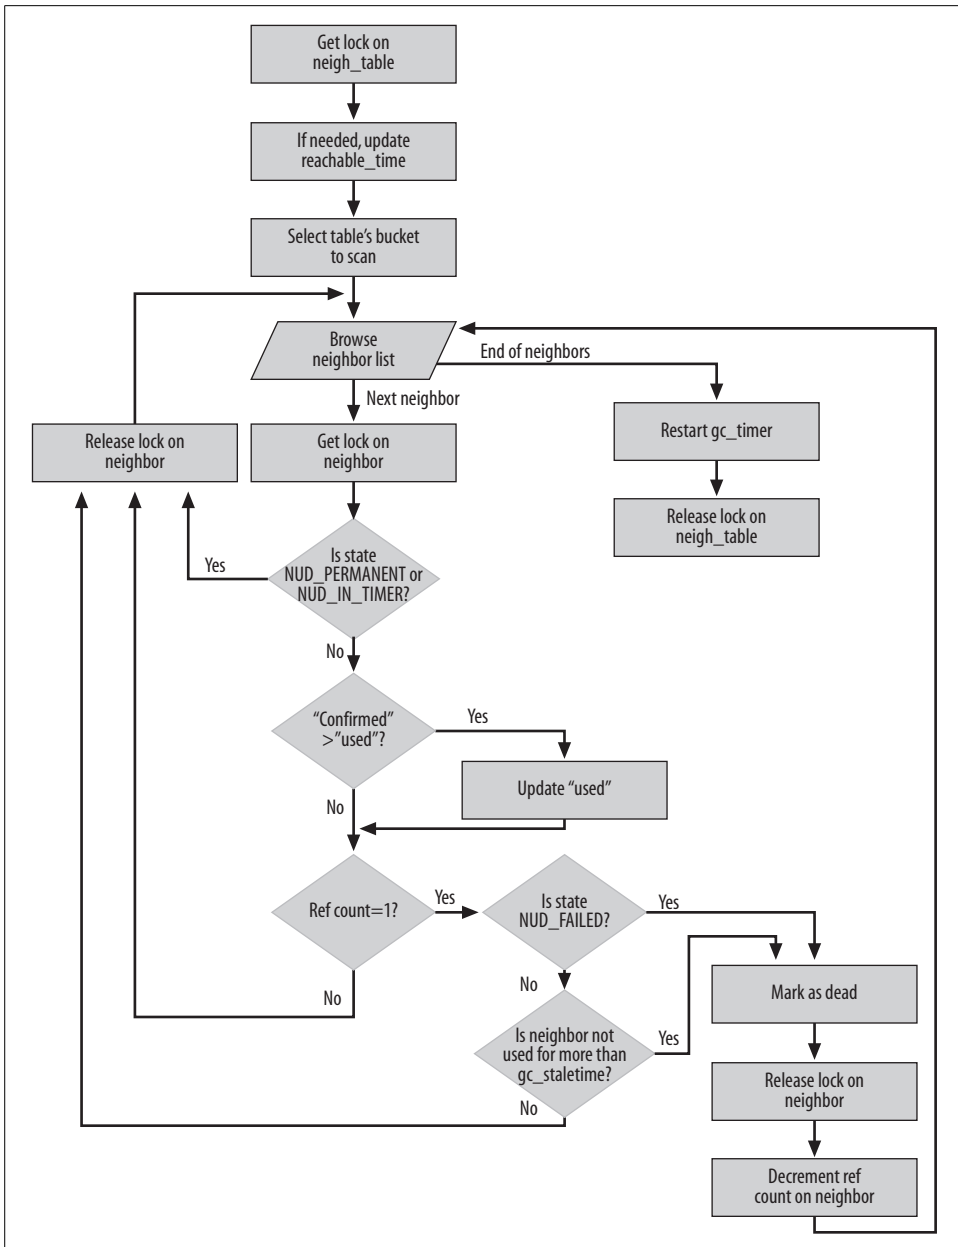 Get lock on
neigh_table
If needed, update
reachable_time
Select table's bucket
to scan
Browse
neighbor list
End of neighbors
Next neighbor
Restart gc_timer
Release lock on
neighbor
Get lock on
neighbor
Release lock on
neigh_table
Is state
NUD_PERMANENT or
NUD_IN_TIMER?
Yes
No
“Confirmed”
>”used”?
Yes
Update “used”
No
Ref count=1?
Yes
Is state
NUD_FAILED?
Yes
No
No
Mark as dead
Is neighbor not
used for more than
gc_staletime?
Yes
No
Release lock on
neighbor
Decrement ref
count on neighbor